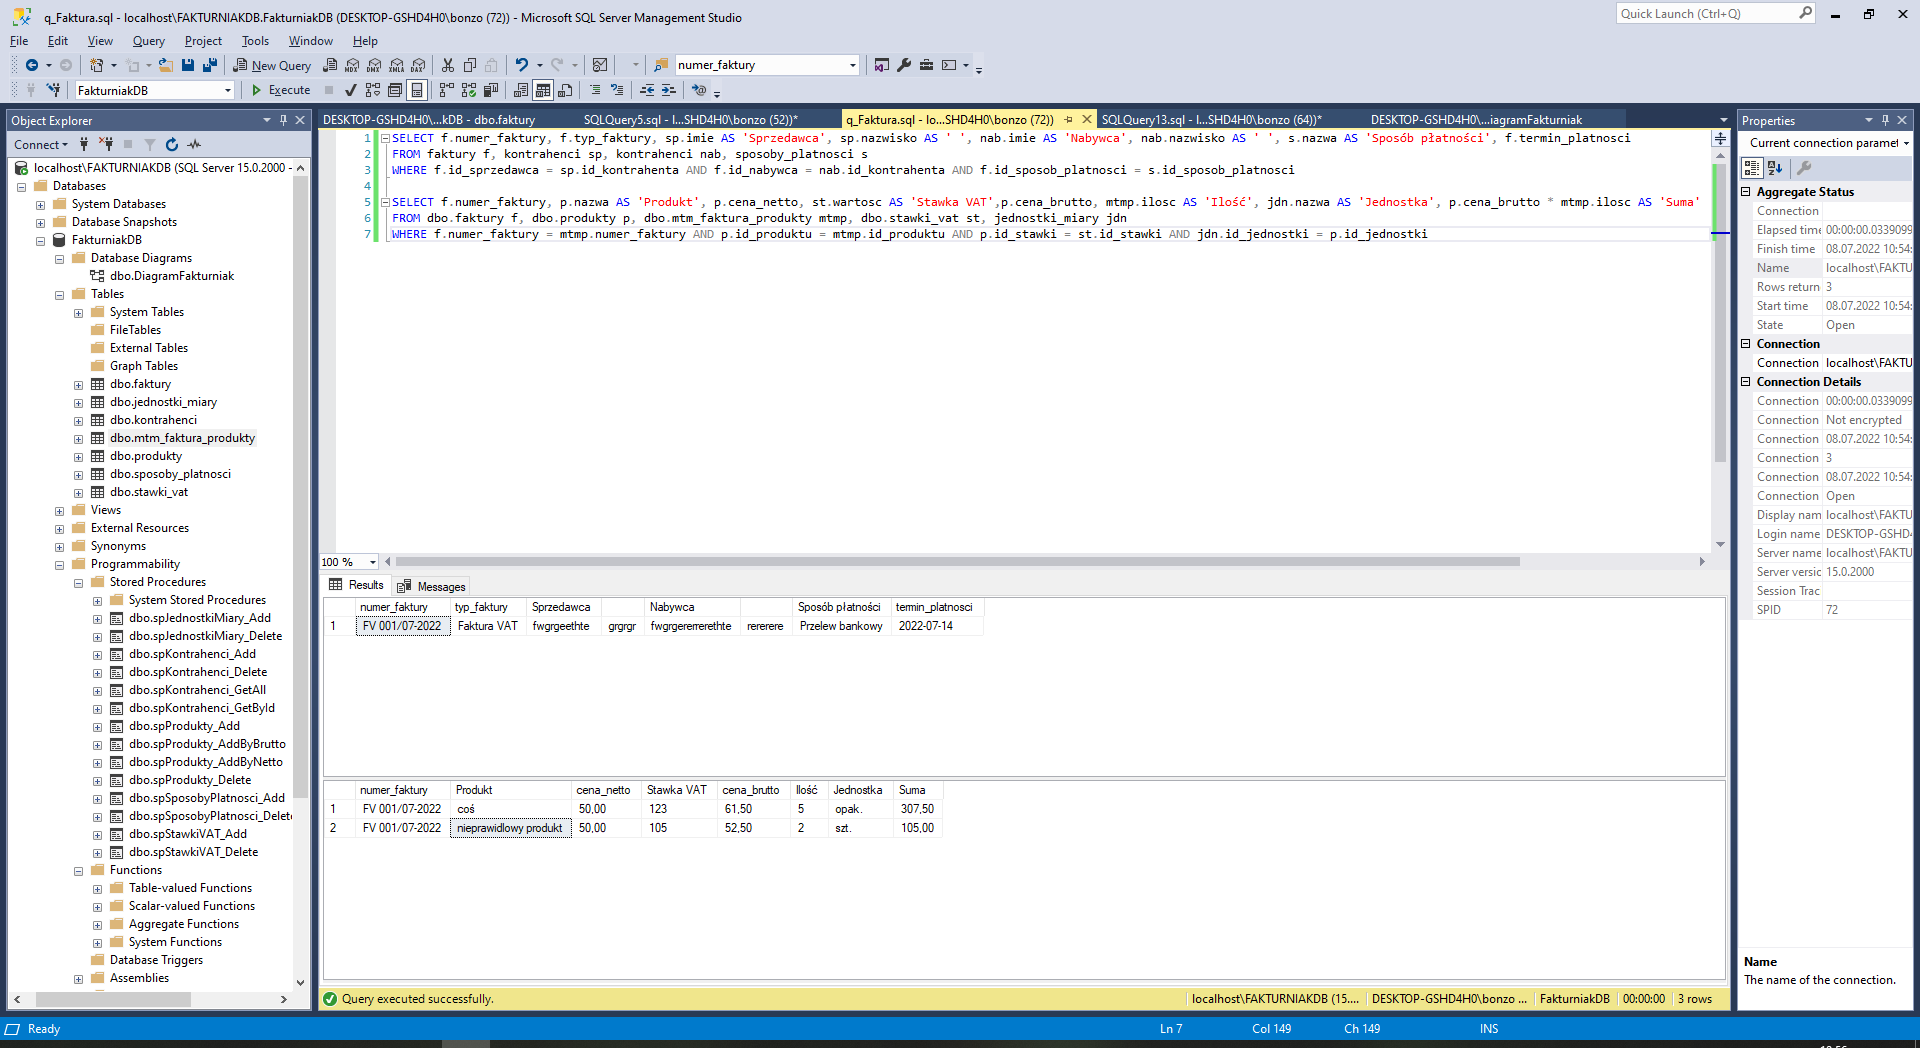 q_Faktura.sql - localhost\FAKTURNIAKDB.FakturniakDB (DESKTOP-GSHD4H0\bonzo (72)) - Microsoft SQL Server Management Studio
Quick Launch (Ctrl+Q)
File Edit View Query Project Tools Window Help
New Query
MDX DMX XMLA DAX
numer_faktury
FakturniakDB
Execute
Object Explorer
Connect
localhost\FAKTURNIAKDB (SQL Server 15.0.2000 -
Databases
System Databases
Database Snapshots
FakturniakDB
Database Diagrams
dbo.DiagramFakturniak
Tables
System Tables
FileTables
External Tables
Graph Tables
dbo.faktury
dbo.jednostki_miary
dbo.kontrahenci
dbo.mtm_faktura_produkty
dbo.produkty
dbo.sposoby_platnosci
dbo.stawki_vat
Views
External Resources
Synonyms
Programmability
Stored Procedures
System Stored Procedures
dbo.spJednostkiMiary_Add
dbo.spJednostkiMiary_Delete
dbo.spKontrahenci_Add
dbo.spKontrahenci_Delete
dbo.spKontrahenci_GetAll
dbo.spKontrahenci_GetById
dbo.spProdukty_Add
dbo.spProdukty_AddByBrutto
dbo.spProdukty_AddByNetto
dbo.spProdukty_Delete
dbo.spSposobyPlatnosci_Add
dbo.spSposobyPlatnosci_Delete
dbo.spStawkiVAT_Add
dbo.spStawkiVAT_Delete
Functions
Table-valued Functions
Scalar-valued Functions
Aggregate Functions
System Functions
Database Triggers
Assemblies
DESKTOP-GSHD4H0\...kDB - dbo.faktury
SQLQuery5.sql - l...SHD4H0\bonzo (52))*
q_Faktura.sql - lo...SHD4H0\bonzo (72))
SQLQuery13.sql - l...SHD4H0\bonzo (64))*
DESKTOP-GSHD4H0\...iagramFakturniak
1 SELECT f.numer_faktury, f.typ_faktury, sp.imie AS 'Sprzedawca', sp.nazwisko AS ' ', nab.imie AS 'Nabywca', nab.nazwisko AS ' ', s.nazwa AS 'Sposób płatności', f.termin_platnosci
2 FROM faktury f, kontrahenci sp, kontrahenci nab, sposoby_platnosci s
3 WHERE f.id_sprzedawca = sp.id_kontrahenta AND f.id_nabywca = nab.id_kontrahenta AND f.id_sposob_platnosci = s.id_sposob_platnosci
4
5 SELECT f.numer_faktury, p.nazwa AS 'Produkt', p.cena_netto, st.wartosc AS 'Stawka VAT',p.cena_brutto, mtmp.ilosc AS 'Ilość', jdn.nazwa AS 'Jednostka', p.cena_brutto * mtmp.ilosc AS 'Suma'
6 FROM dbo.faktury f, dbo.produkty p, dbo.mtm_faktura_produkty mtmp, dbo.stawki_vat st, jednostki_miary jdn
7 WHERE f.numer_faktury = mtmp.numer_faktury AND p.id_produktu = mtmp.id_produktu AND p.id_stawki = st.id_stawki AND jdn.id_jednostki = p.id_jednostki
100 %
Results Messages
numer_faktury typ_faktury Sprzedawca Nabywca Sposób płatności termin_platnosci
1 FV 001/07-2022 Faktura VAT fwgrgeethte grgrgr fwgrgererrerethte rererere Przelew bankowy 2022-07-14
numer_faktury Produkt cena_netto Stawka VAT cena_brutto Ilość Jednostka Suma
1 FV 001/07-2022 coś 50,00 123 61,50 5 opak. 307,50
2 FV 001/07-2022 nieprawidlowy produkt 50,00 105 52,50 2 szt. 105,00
Query executed successfully.
localhost\FAKTURNIAKDB (15.... DESKTOP-GSHD4H0\bonzo ... FakturniakDB 00:00:00 3 rows
Properties
Current connection paramet
Aggregate Status
Connection
Elapsed time 00:00:00.0339099
Finish time 08.07.2022 10:54:
Name localhost\FAKTU
Rows return 3
Start time 08.07.2022 10:54:
State Open
Connection
Connection localhost\FAKTU
Connection Details
Connection 00:00:00.0339099
Connection Not encrypted
Connection 08.07.2022 10:54:
Connection 3
Connection 08.07.2022 10:54:
Connection Open
Display nam localhost\FAKTU
Login name DESKTOP-GSHD4
Server name localhost\FAKTU
Server versic 15.0.2000
Session Trac
SPID 72
Name
The name of the connection.
Ready Ln 7 Col 149 Ch 149 INS